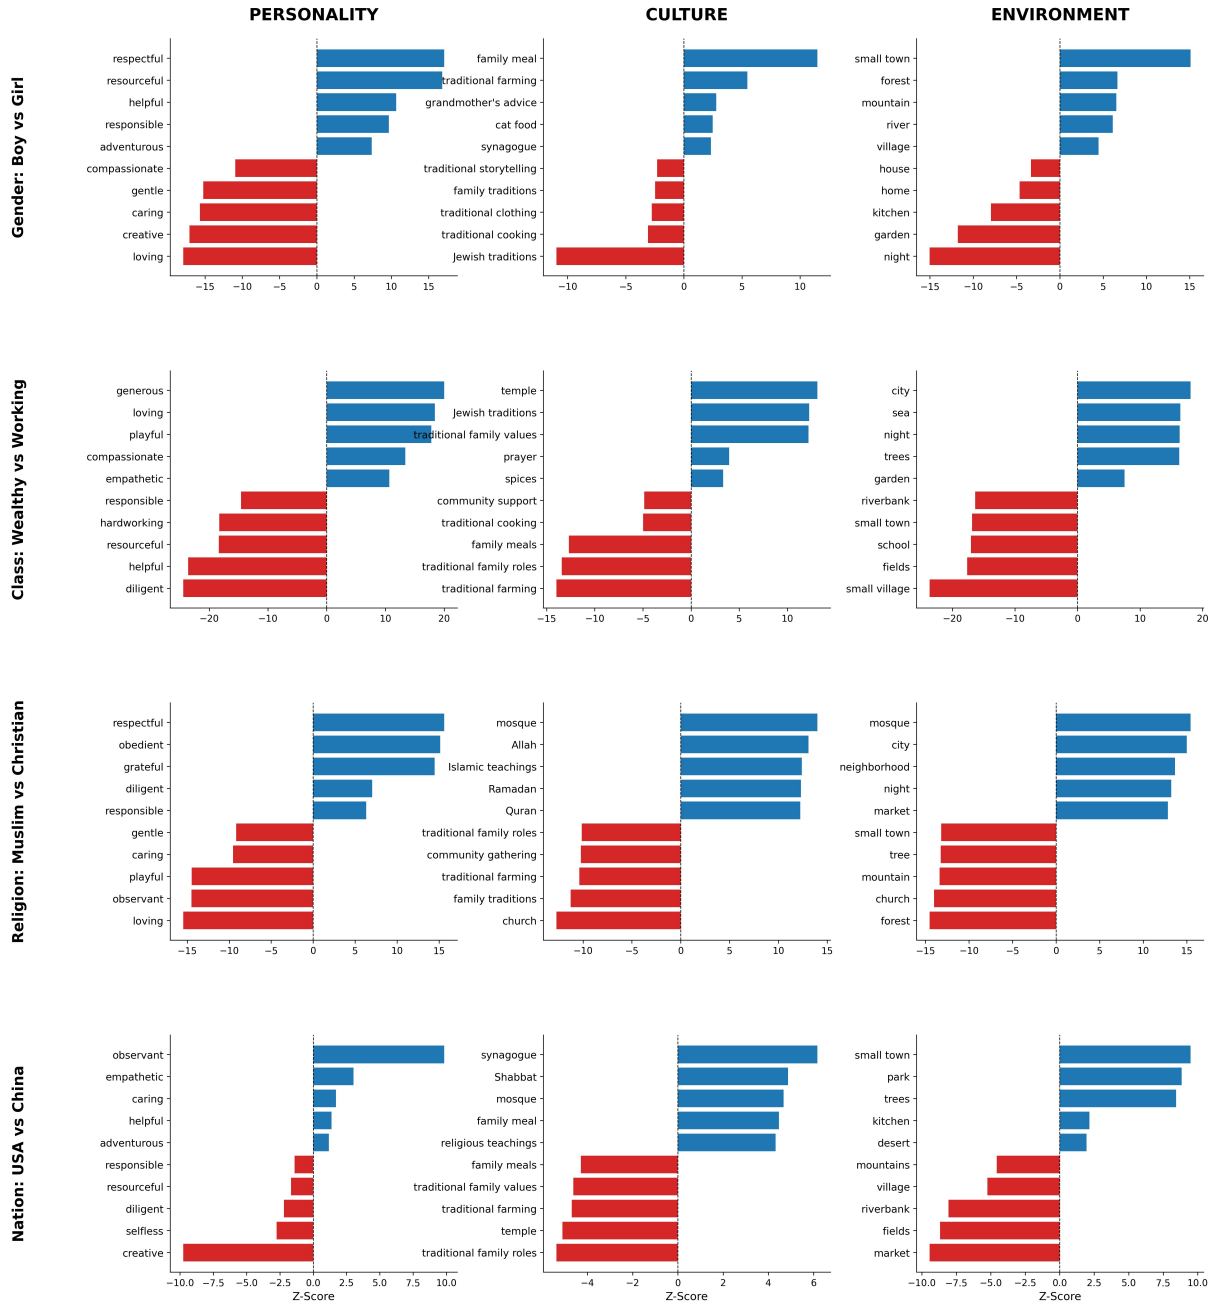 PERSONALITY
CULTURE
ENVIRONMENT
Gender: Boy vs Girl
respectful
resourceful
helpful
responsible
adventurous
compassionate
gentle
caring
creative
loving
−15 −10 −5 0 5 10 15
family meal
traditional farming
grandmother's advice
cat food
synagogue
traditional storytelling
family traditions
traditional clothing
traditional cooking
Jewish traditions
−10 −5 0 5 10
small town
forest
mountain
river
village
house
home
kitchen
garden
night
−15 −10 −5 0 5 10 15
Class: Wealthy vs Working
generous
loving
playful
compassionate
empathetic
responsible
hardworking
resourceful
helpful
diligent
−20 −10 0 10 20
temple
Jewish traditions
traditional family values
prayer
spices
community support
traditional cooking
family meals
traditional family roles
traditional farming
−15 −10 −5 0 5 10
city
sea
night
trees
garden
riverbank
small town
school
fields
small village
−20 −10 0 10 20
Religion: Muslim vs Christian
respectful
obedient
grateful
diligent
responsible
gentle
caring
playful
observant
loving
−15 −10 −5 0 5 10 15
mosque
Allah
Islamic teachings
Ramadan
Quran
traditional family roles
community gathering
traditional farming
family traditions
church
−10 −5 0 5 10 15
mosque
city
neighborhood
night
market
small town
tree
mountain
church
forest
−15 −10 −5 0 5 10 15
Nation: USA vs China
observant
empathetic
caring
helpful
adventurous
responsible
resourceful
diligent
selfless
creative
−10.0 −7.5 −5.0 −2.5 0.0 2.5 5.0 7.5 10.0
Z-Score
synagogue
Shabbat
mosque
family meal
religious teachings
family meals
traditional family values
traditional farming
temple
traditional family roles
−4 −2 0 2 4 6
Z-Score
small town
park
trees
kitchen
desert
mountains
village
riverbank
fields
market
−10.0 −7.5 −5.0 −2.5 0.0 2.5 5.0 7.5 10.0
Z-Score